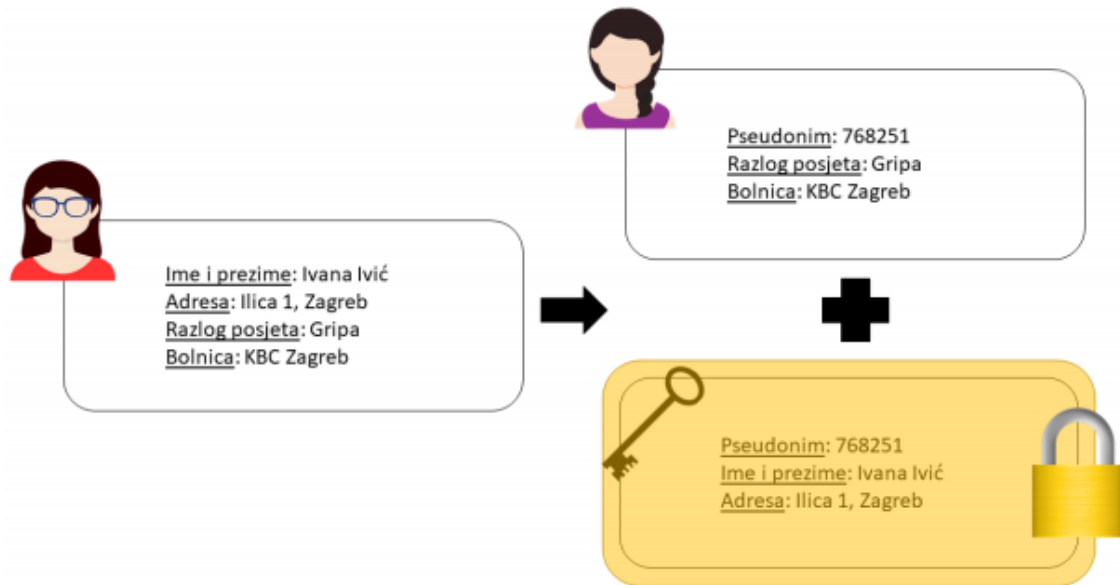 Ime i prezime: Ivana Ivić
Adresa: Ilica 1, Zagreb
Razlog posjeta: Gripa
Bolnica: KBC Zagreb
Pseudonim: 768251
Razlog posjeta: Gripa
Bolnica: KBC Zagreb
Pseudonim: 768251
Ime i prezime: Ivana Ivić
Adresa: Ilica 1, Zagreb